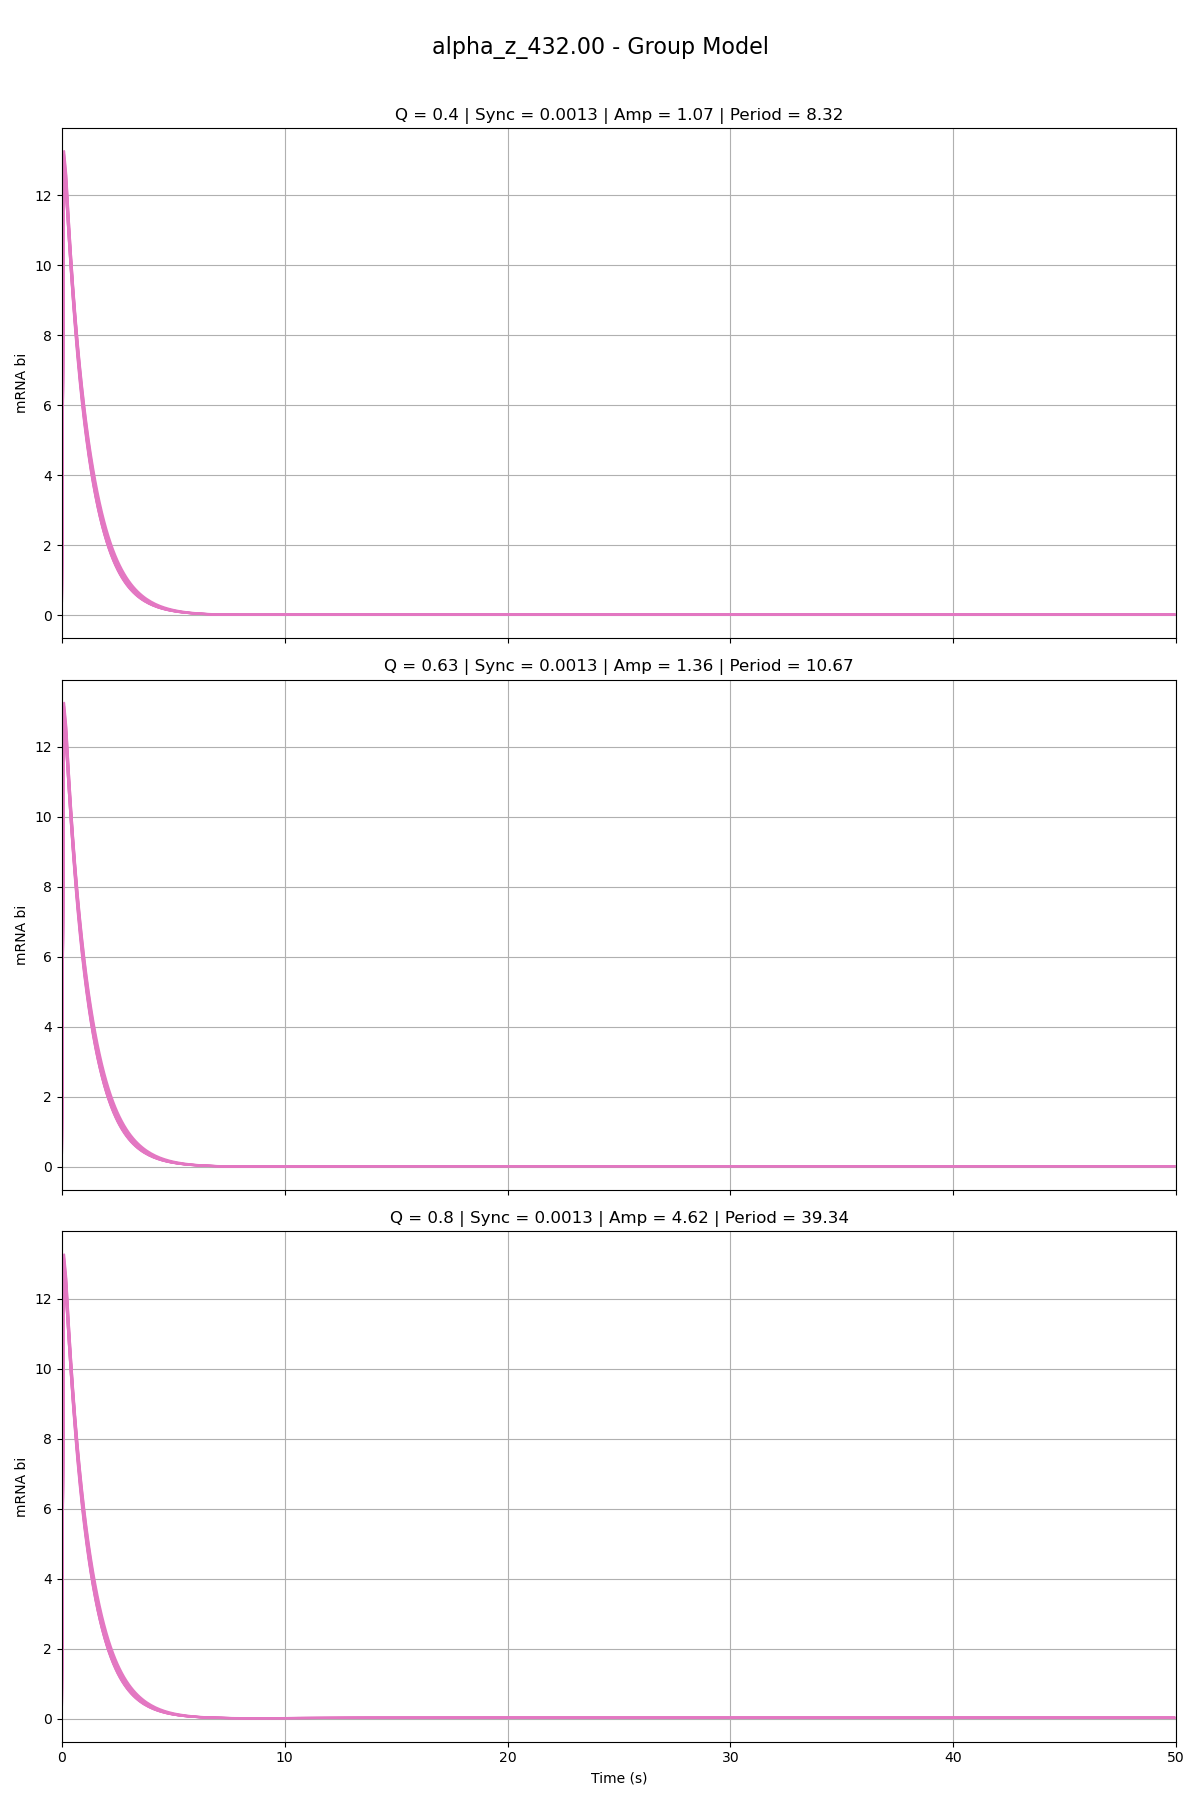 alpha_z_432.00 - Group Model
Q = 0.4 | Sync = 0.0013 | Amp = 1.07 | Period = 8.32
12
10
8
6
4
2
0
mRNA bi
Q = 0.63 | Sync = 0.0013 | Amp = 1.36 | Period = 10.67
12
10
8
6
4
2
0
mRNA bi
Q = 0.8 | Sync = 0.0013 | Amp = 4.62 | Period = 39.34
12
10
8
6
4
2
0
mRNA bi
0 10 20 30 40 50
Time (s)